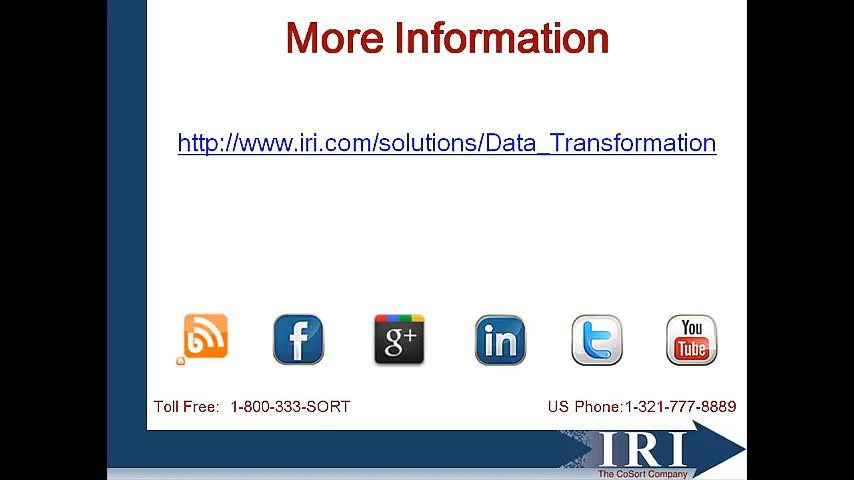 More Information
http://www.iri.com/solutions/Data_Transformation
f
g+
in
t
You
Tube
Toll Free: 1-800-333-SORT
US Phone:1-321-777-8889
IRI
The CoSort Company